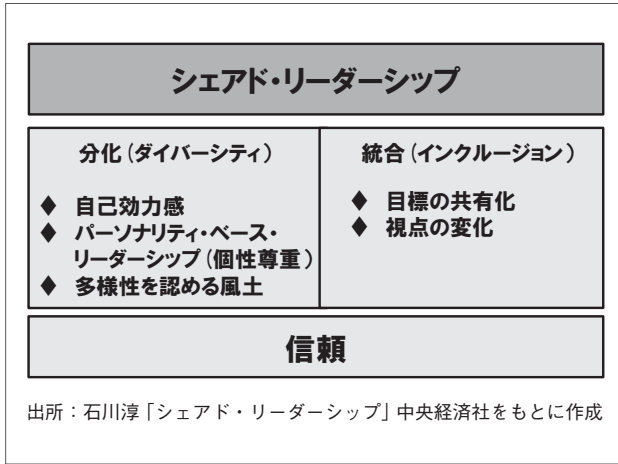 シェアド・リーダーシップ
分化（ダイバーシティ）
◆ 自己効力感
◆ パーソナリティ・ベース・
リーダーシップ（個性尊重）
◆ 多様性を認める風土
統合（インクルージョン）
◆ 目標の共有化
◆ 視点の変化
信頼
出所：石川淳「シェアド・リーダーシップ」中央経済社をもとに作成